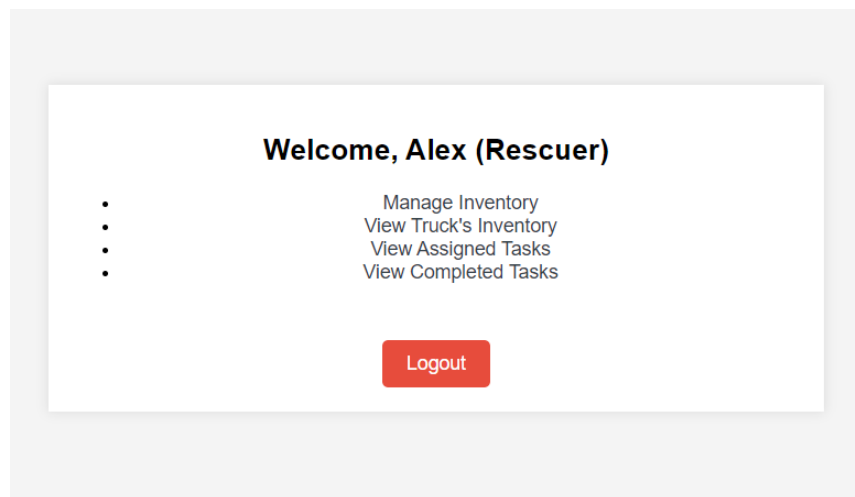 Welcome, Alex (Rescuer)
Manage Inventory
View Truck's Inventory
View Assigned Tasks
View Completed Tasks
Logout